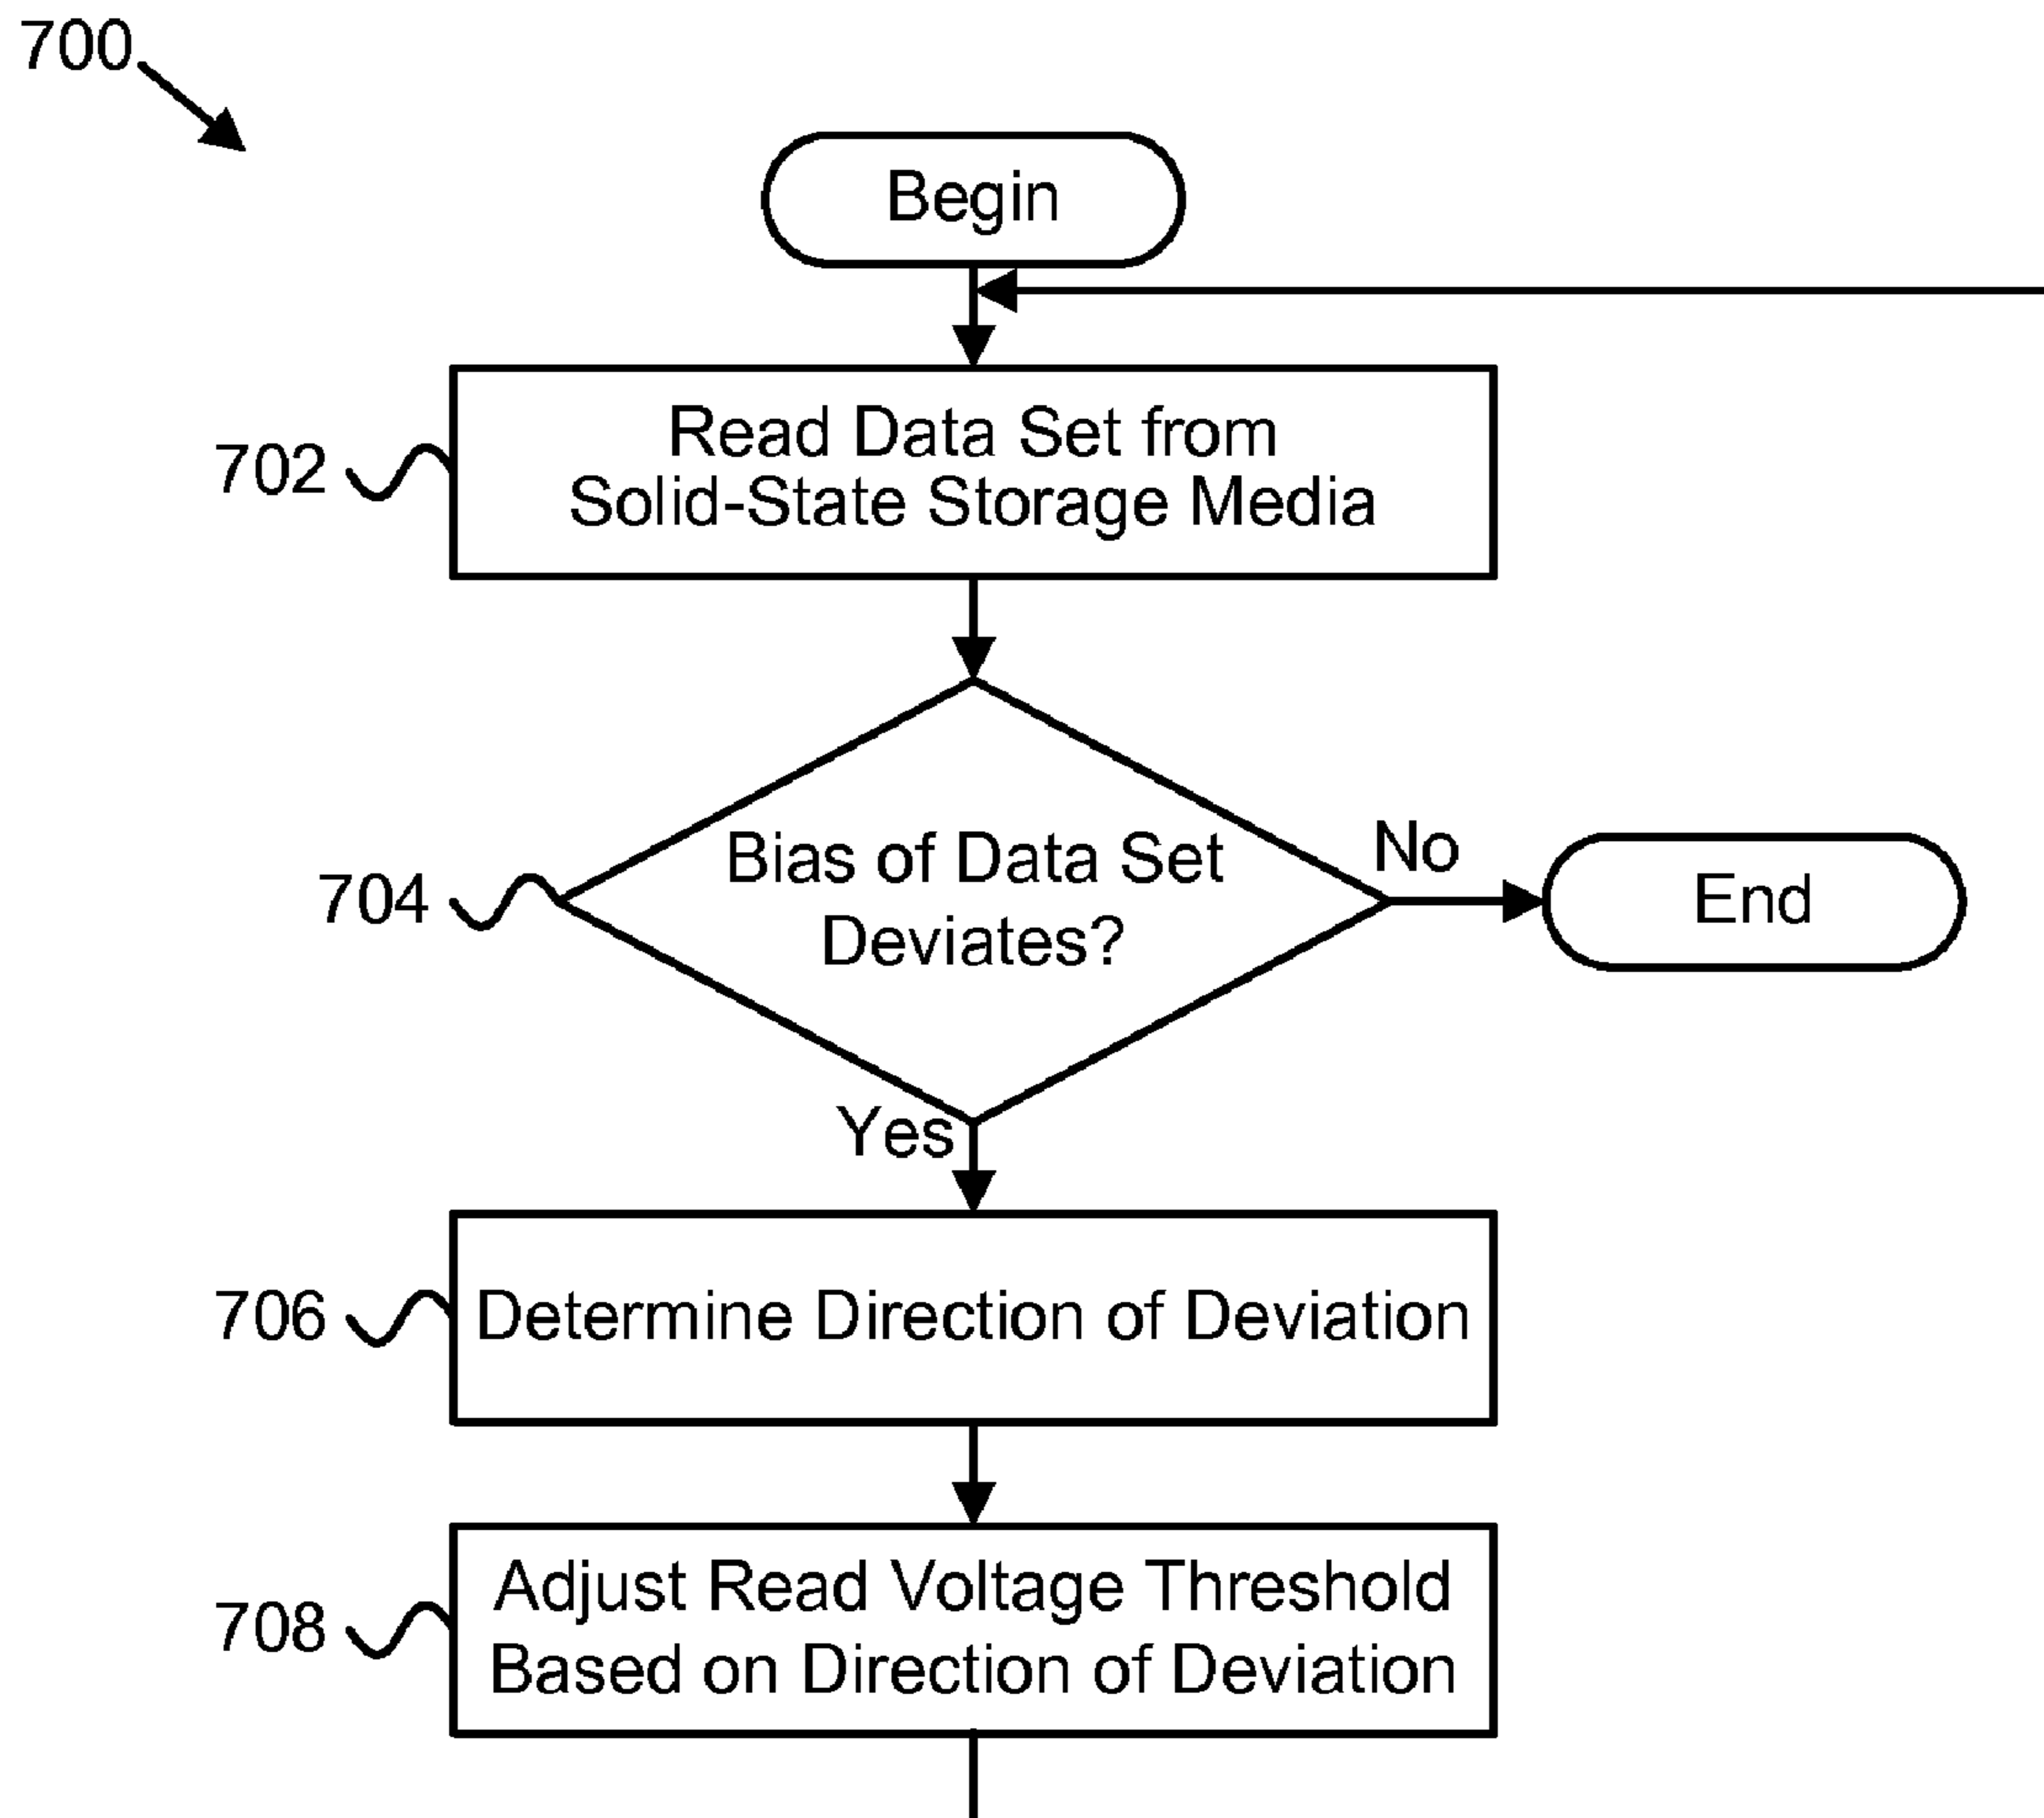 700
Begin
702
Read Data Set from
Solid-State Storage Media
704
Bias of Data Set
Deviates?
No
End
Yes
706
Determine Direction of Deviation
708
Adjust Read Voltage Threshold
Based on Direction of Deviation